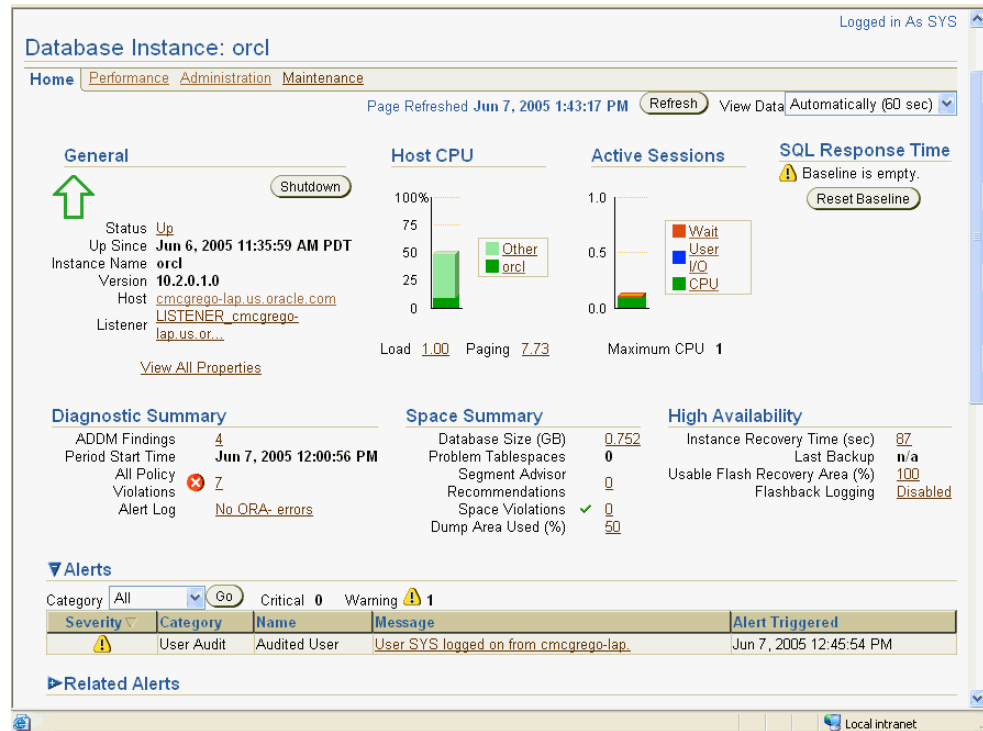 Logged in As SYS
Database Instance: orcl
Home Performance Administration Maintenance
Page Refreshed Jun 7, 2005 1:43:17 PM Refresh View Data Automatically (60 sec)
General
Shutdown
Status Up
Up Since Jun 6, 2005 11:35:59 AM PDT
Instance Name orcl
Version 10.2.0.1.0
Host cmcgrego-lap.us.oracle.com
Listener LISTENER_cmcgrego-
lap.us.or...
View All Properties
Host CPU
100%
75
50
25
0
Other
orcl
Load 1.00 Paging 7.73
Active Sessions
1.0
0.5
0.0
Wait
User
I/O
CPU
Maximum CPU 1
SQL Response Time
Baseline is empty.
Reset Baseline
Diagnostic Summary
ADDM Findings 4
Period Start Time Jun 7, 2005 12:00:56 PM
All Policy
Violations 7
Alert Log No ORA- errors
Space Summary
Database Size (GB) 0.752
Problem Tablespaces 0
Segment Advisor
Recommendations 0
Space Violations 0
Dump Area Used (%) 50
High Availability
Instance Recovery Time (sec) 87
Last Backup n/a
Usable Flash Recovery Area (%) 100
Flashback Logging Disabled
Alerts
Category All Go Critical 0 Warning 1
Severity Category Name Message Alert Triggered
User Audit Audited User User SYS logged on from cmcgrego-lap. Jun 7, 2005 12:45:54 PM
Related Alerts
Local intranet